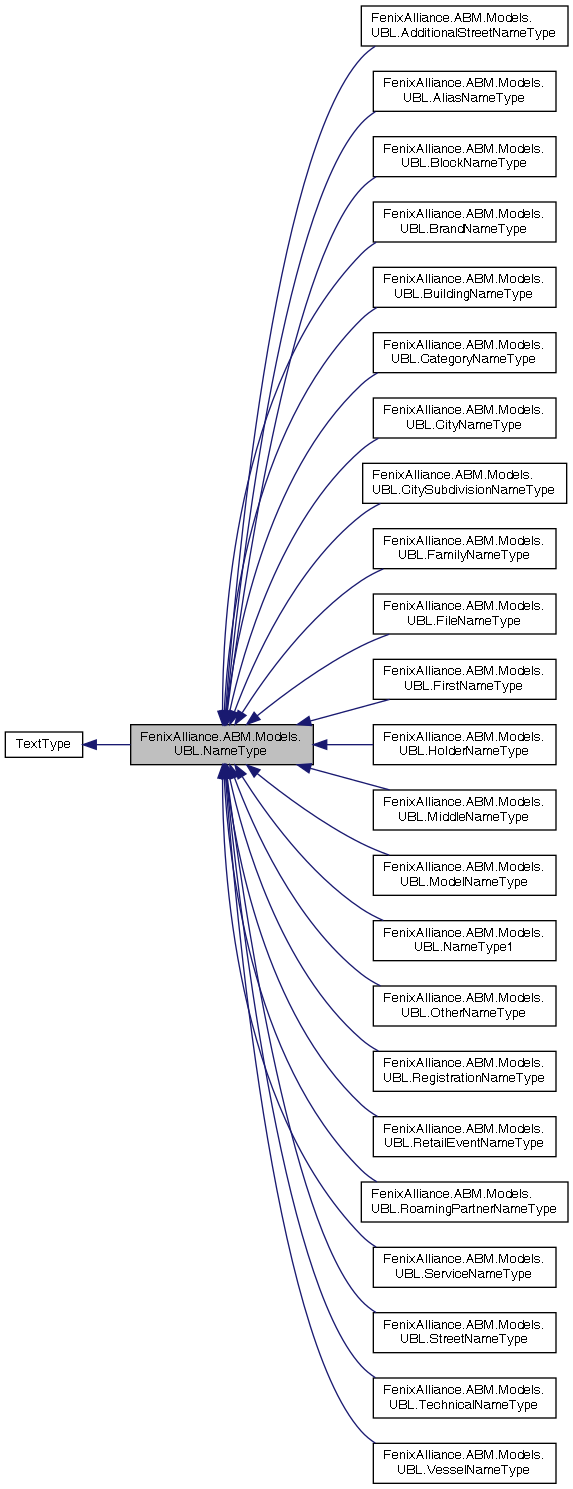 FenixAlliance.ABM.Models.
UBL.AdditionalStreetNameType
FenixAlliance.ABM.Models.
UBL.AliasNameType
FenixAlliance.ABM.Models.
UBL.BlockNameType
FenixAlliance.ABM.Models.
UBL.BrandNameType
FenixAlliance.ABM.Models.
UBL.BuildingNameType
FenixAlliance.ABM.Models.
UBL.CategoryNameType
FenixAlliance.ABM.Models.
UBL.CityNameType
FenixAlliance.ABM.Models.
UBL.CitySubdivisionNameType
FenixAlliance.ABM.Models.
UBL.FamilyNameType
FenixAlliance.ABM.Models.
UBL.FileNameType
FenixAlliance.ABM.Models.
UBL.FirstNameType
TextType
FenixAlliance.ABM.Models.
UBL.NameType
FenixAlliance.ABM.Models.
UBL.HolderNameType
FenixAlliance.ABM.Models.
UBL.MiddleNameType
FenixAlliance.ABM.Models.
UBL.ModelNameType
FenixAlliance.ABM.Models.
UBL.NameType1
FenixAlliance.ABM.Models.
UBL.OtherNameType
FenixAlliance.ABM.Models.
UBL.RegistrationNameType
FenixAlliance.ABM.Models.
UBL.RetailEventNameType
FenixAlliance.ABM.Models.
UBL.RoamingPartnerNameType
FenixAlliance.ABM.Models.
UBL.ServiceNameType
FenixAlliance.ABM.Models.
UBL.StreetNameType
FenixAlliance.ABM.Models.
UBL.TechnicalNameType
FenixAlliance.ABM.Models.
UBL.VesselNameType